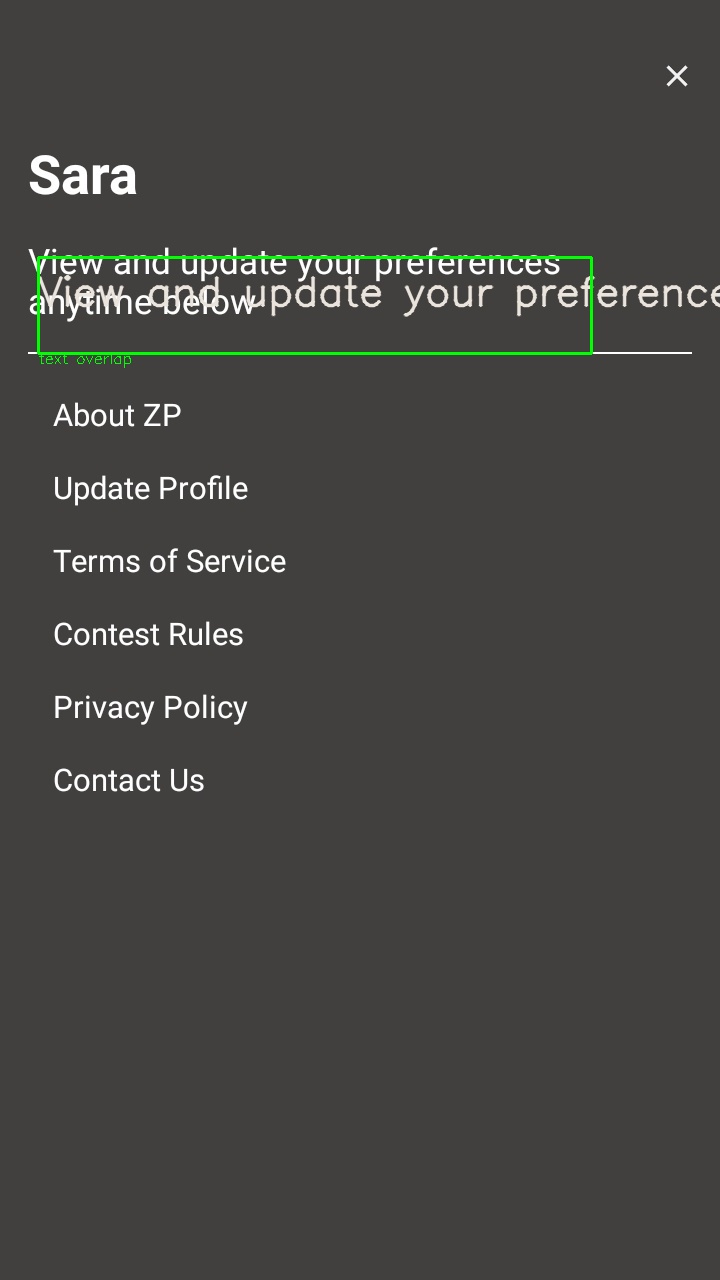 Sara
View and update your preferences
anytime below
View and update your preference
text overlap
About ZP
Update Profile
Terms of Service
Contest Rules
Privacy Policy
Contact Us